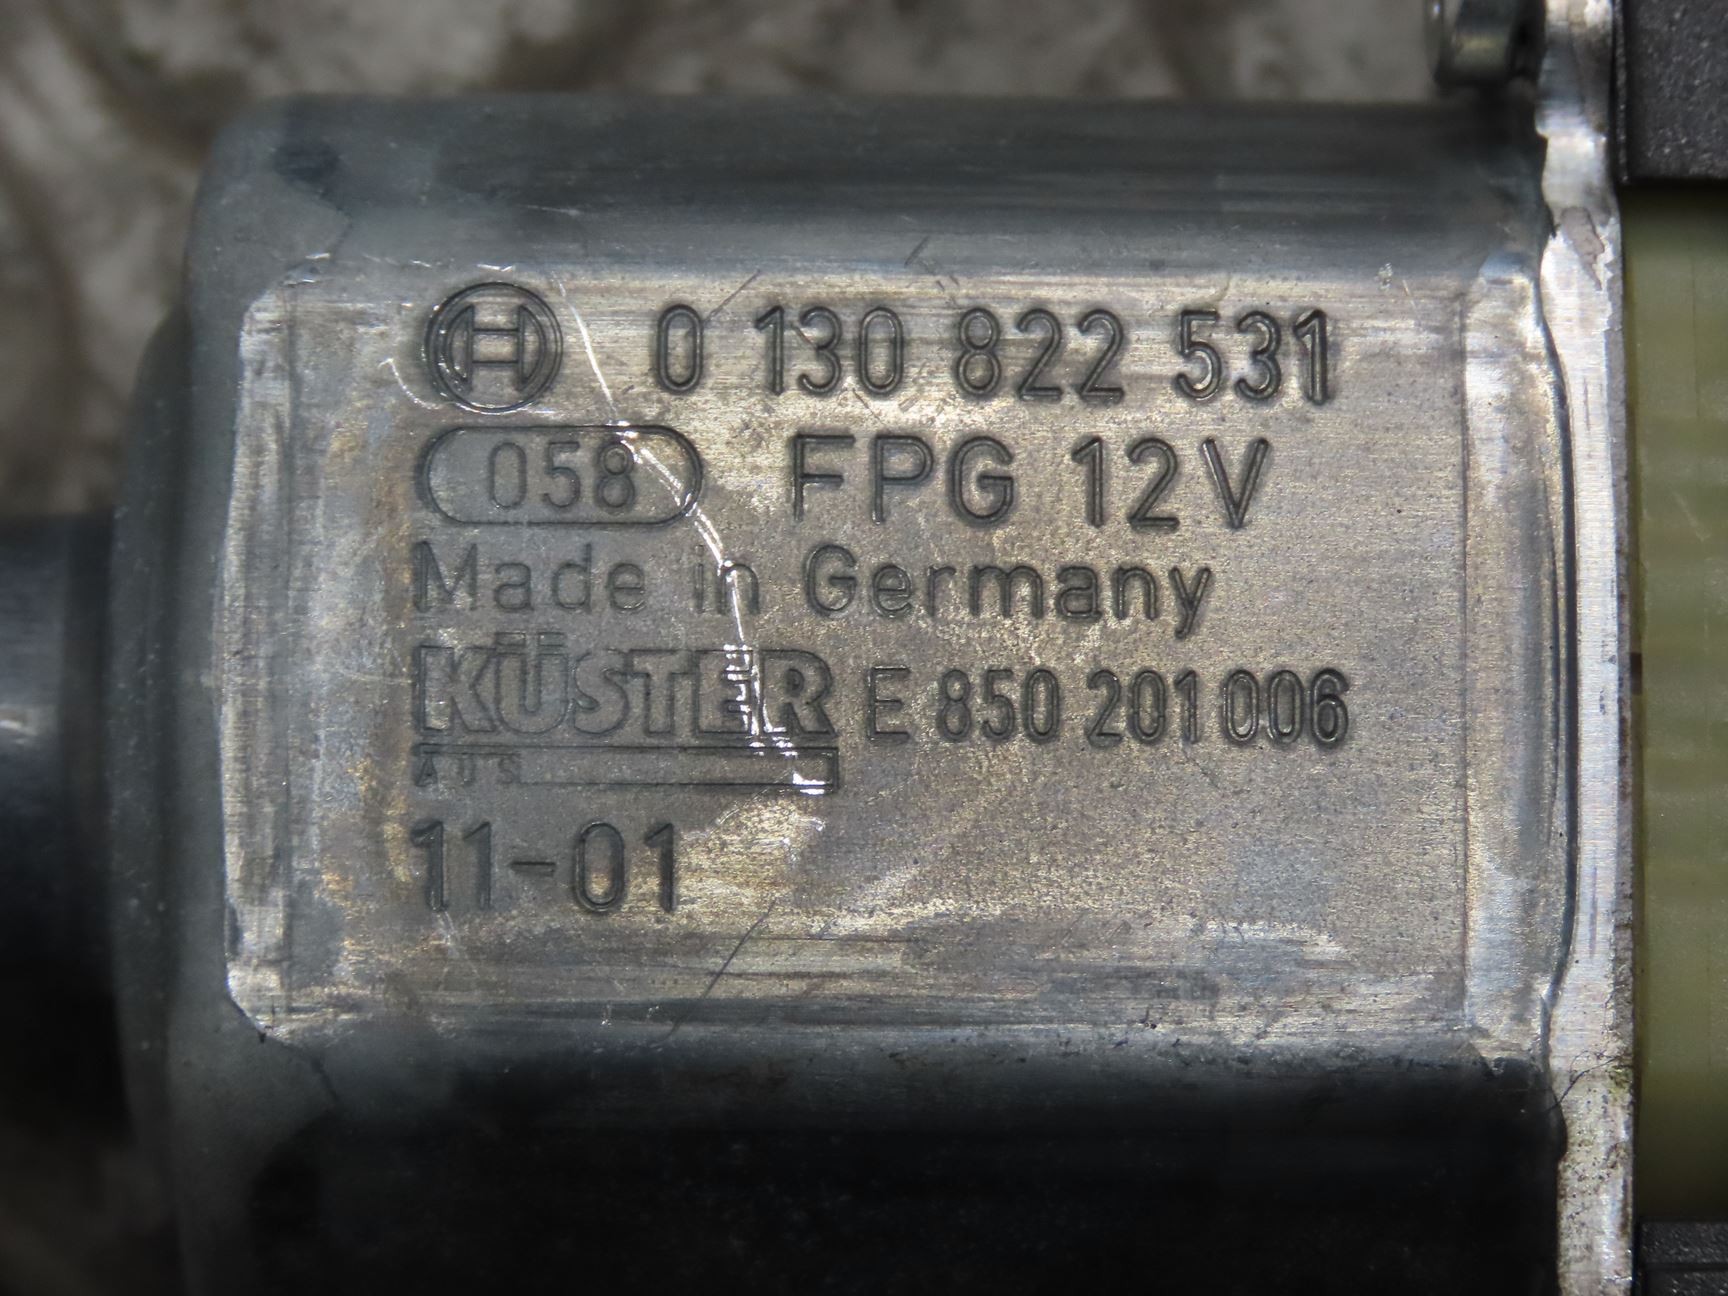 0 130 822 531
058 FPG 12V
Made in Germany
KÜSTER E 850 201 006
11-01